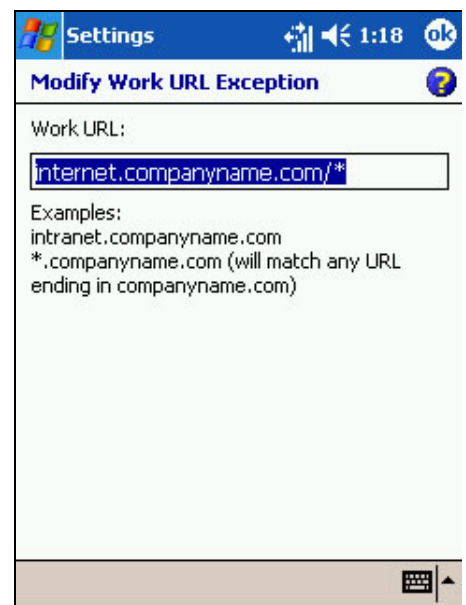 Settings 1:18 ok
Modify Work URL Exception ?
Work URL:
internet.companyname.com/*
Examples:
intranet.companyname.com
*.companyname.com (will match any URL
ending in companyname.com)